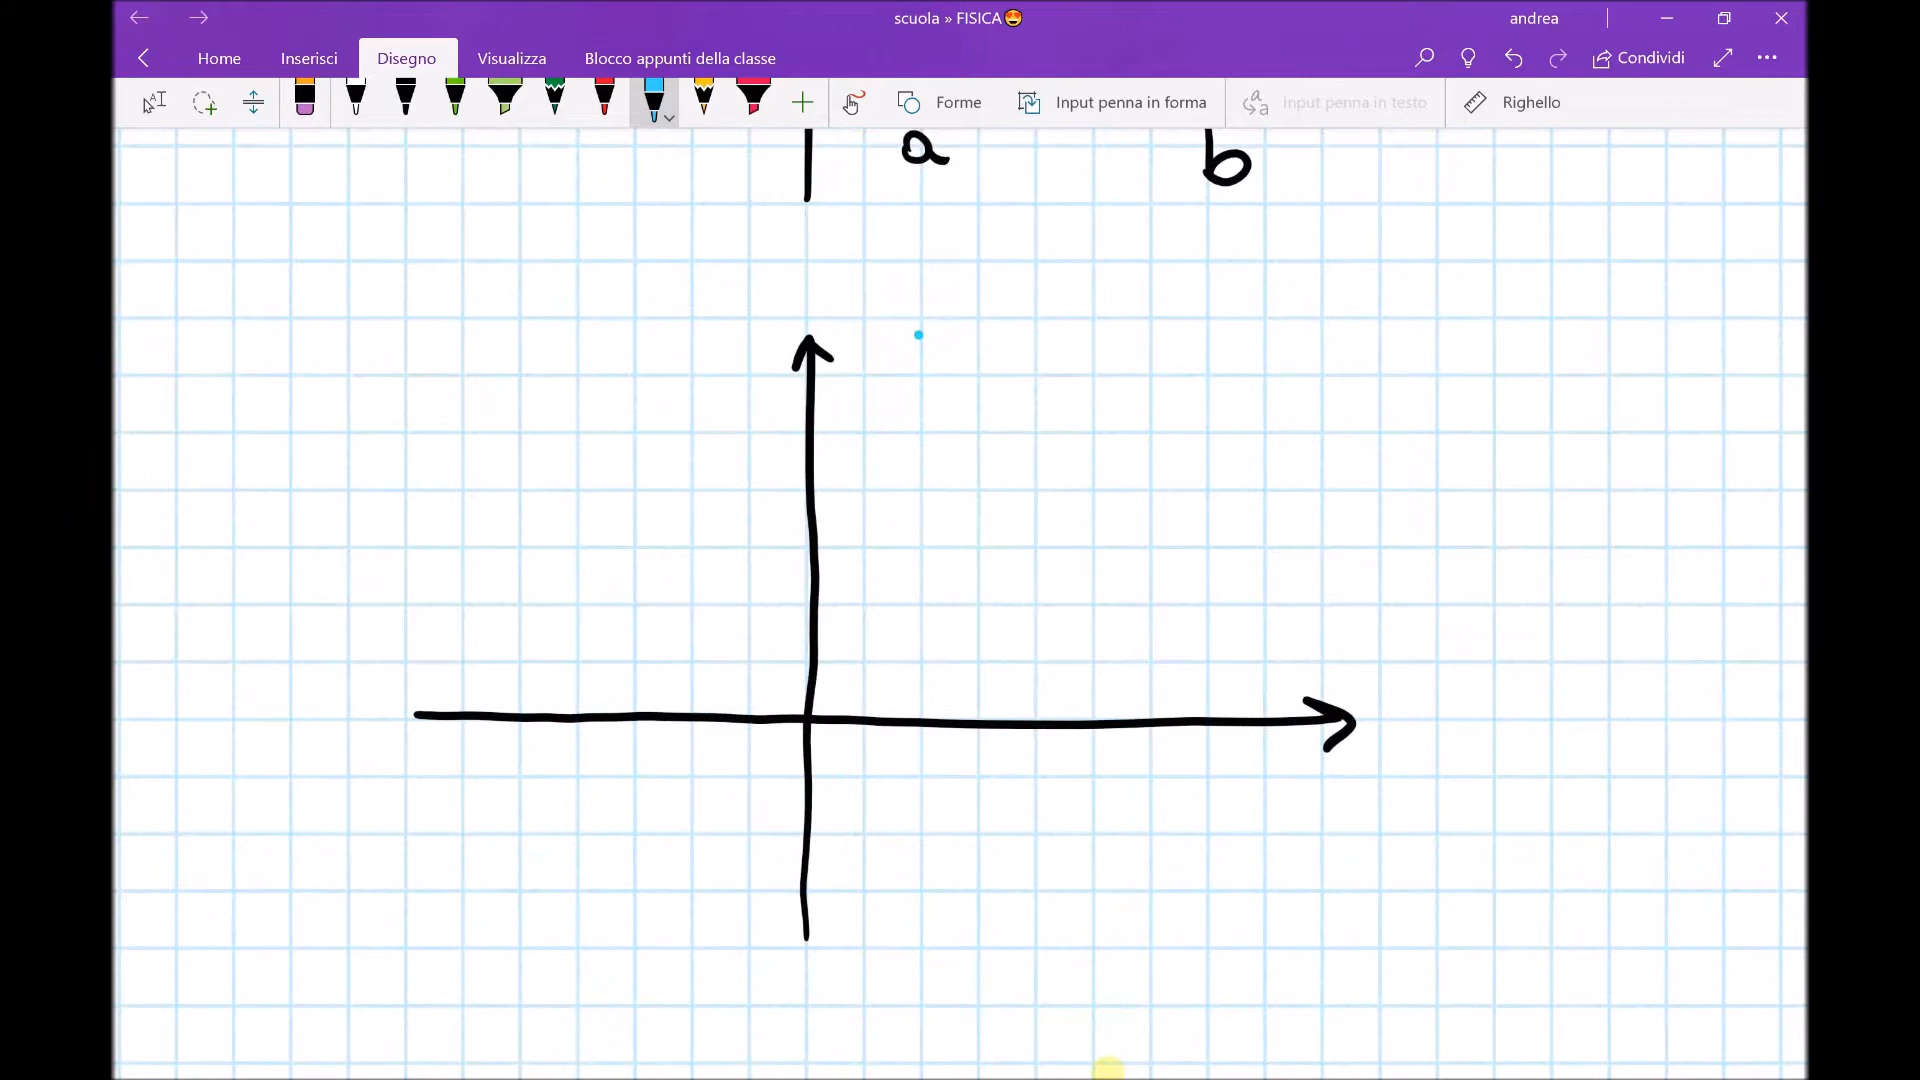 scuola » FISICA😍
andrea
Home Inserisci Disegno Visualizza Blocco appunti della classe Condividi
Forme Input penna in forma Input penna in testo Righello
a b